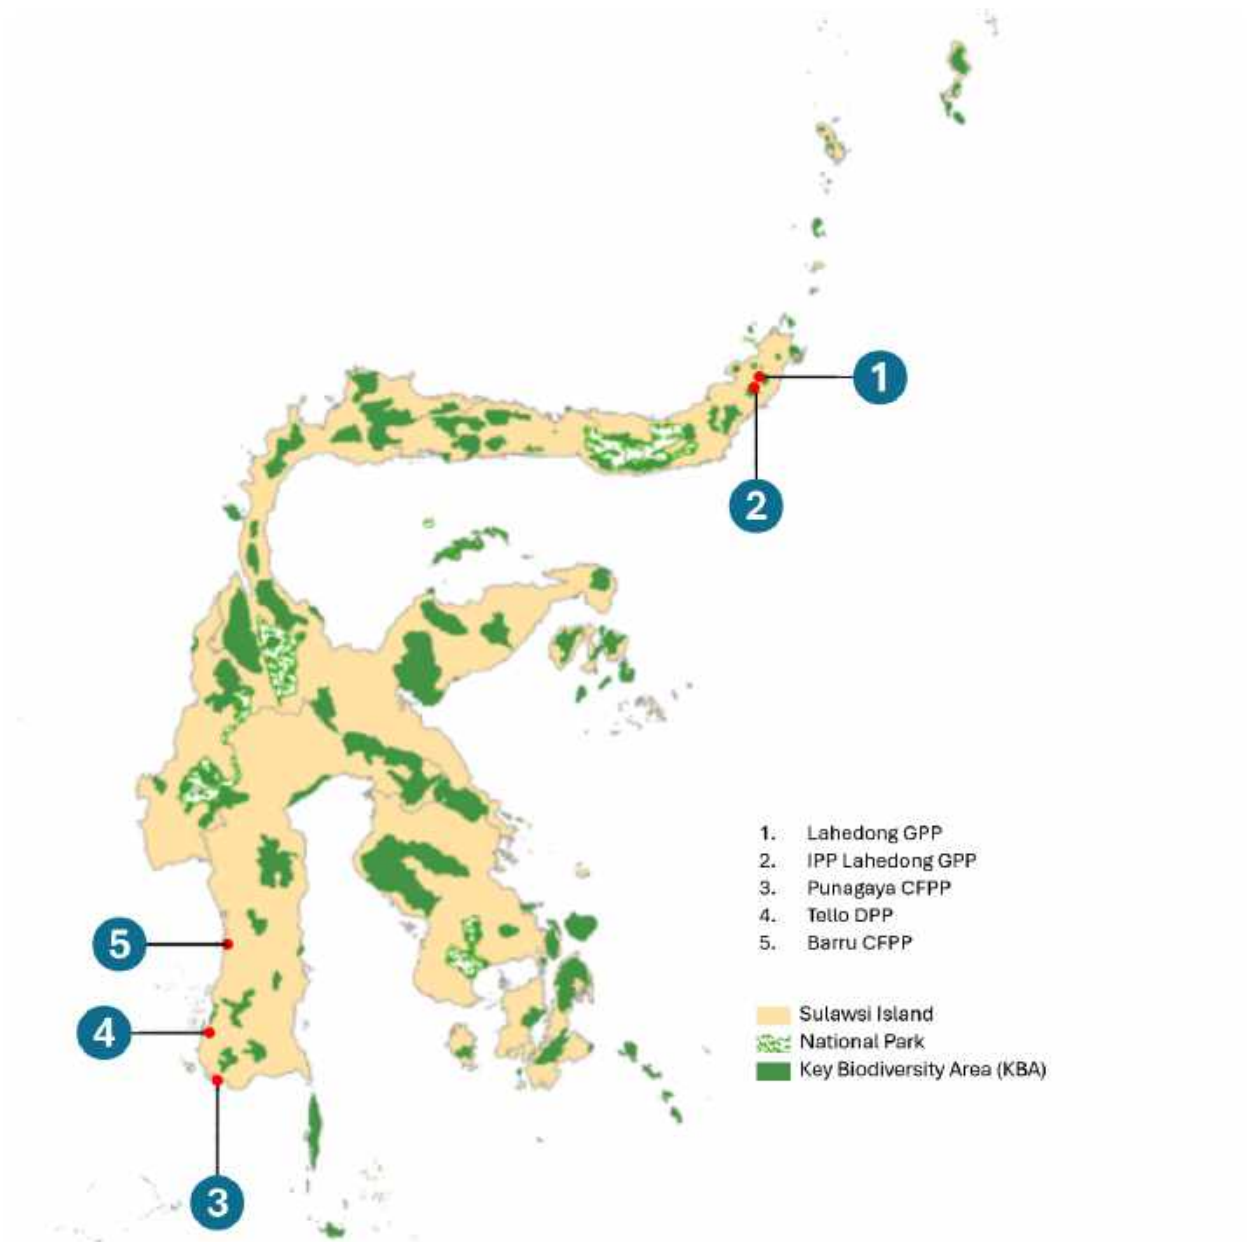 1
2
5
4
3
1. Lahedong GPP
2. IPP Lahedong GPP
3. Punagaya CFPP
4. Tello DPP
5. Barru CFPP
Sulawsi Island
National Park
Key Biodiversity Area (KBA)